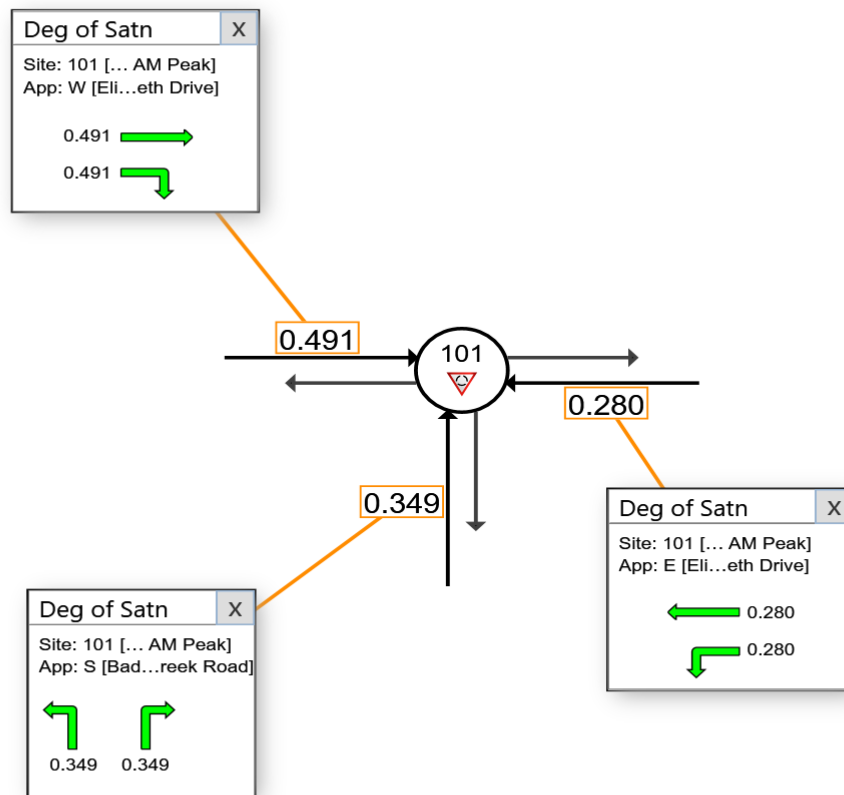 Deg of Satn X
Site: 101 [... AM Peak]
App: W [Eli...eth Drive]
0.491
0.491
0.491
101
0.280
0.349
Deg of Satn X
Site: 101 [... AM Peak]
App: E [Eli...eth Drive]
0.280
0.280
Deg of Satn X
Site: 101 [... AM Peak]
App: S [Bad...reek Road]
0.349 0.349